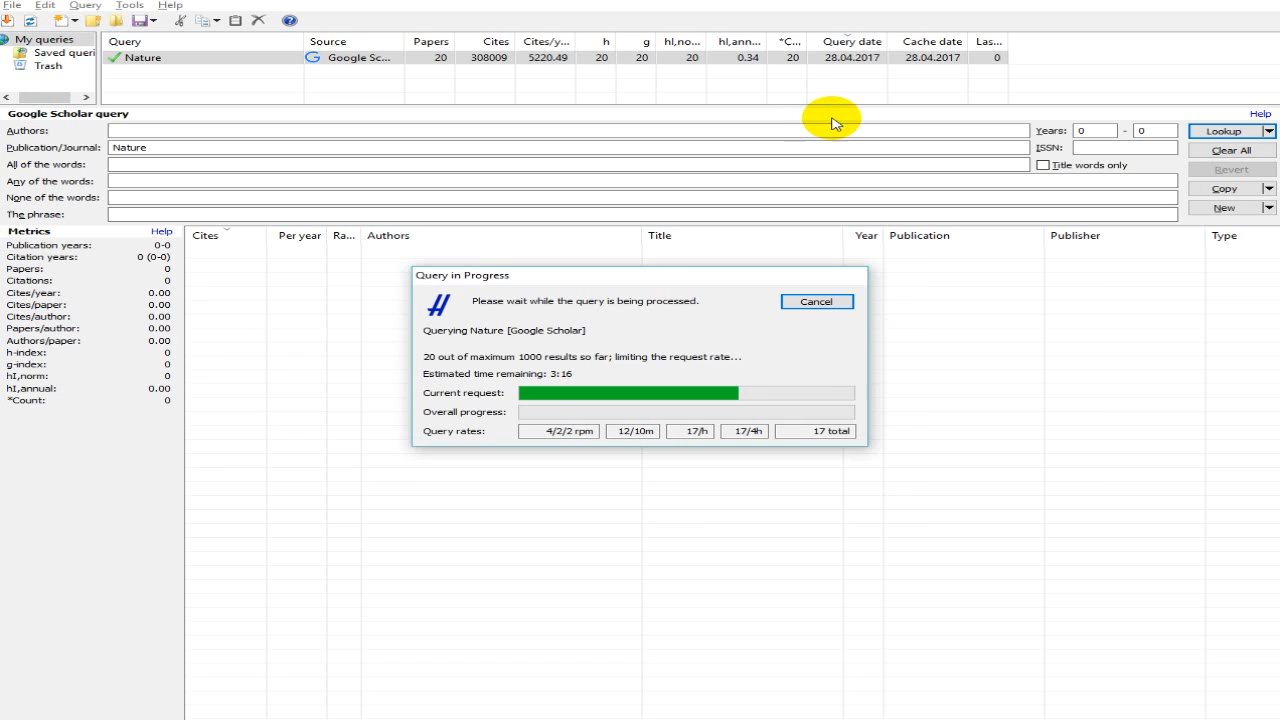 File Edit Query Tools Help
My queries
Saved queri
Trash
Query Source Papers Cites Cites/y... h g hI,no... hI,ann... *C... Query date Cache date Las...
Nature Google Sc... 20 308009 5220.49 20 20 20 0.34 20 28.04.2017 28.04.2017 0
Google Scholar query Help
Authors: Years: 0 - 0 Lookup
Publication/Journal: Nature ISSN: Clear All
All of the words: Title words only Revert
Any of the words: Copy
None of the words: New
The phrase:
Metrics Help
Publication years: 0-0
Citation years: 0 (0-0)
Papers: 0
Citations: 0
Cites/year: 0.00
Cites/paper: 0.00
Cites/author: 0.00
Papers/author: 0.00
Authors/paper: 0.00
h-index: 0
g-index: 0
hI,norm: 0
hI,annual: 0.00
*Count: 0
Cites Per year Ra... Authors Title Year Publication Publisher Type
Query in Progress
Please wait while the query is being processed. Cancel
Querying Nature [Google Scholar]
20 out of maximum 1000 results so far; limiting the request rate...
Estimated time remaining: 3:16
Current request:
Overall progress:
Query rates: 4/2/2 rpm 12/10m 17/h 17/4h 17 total